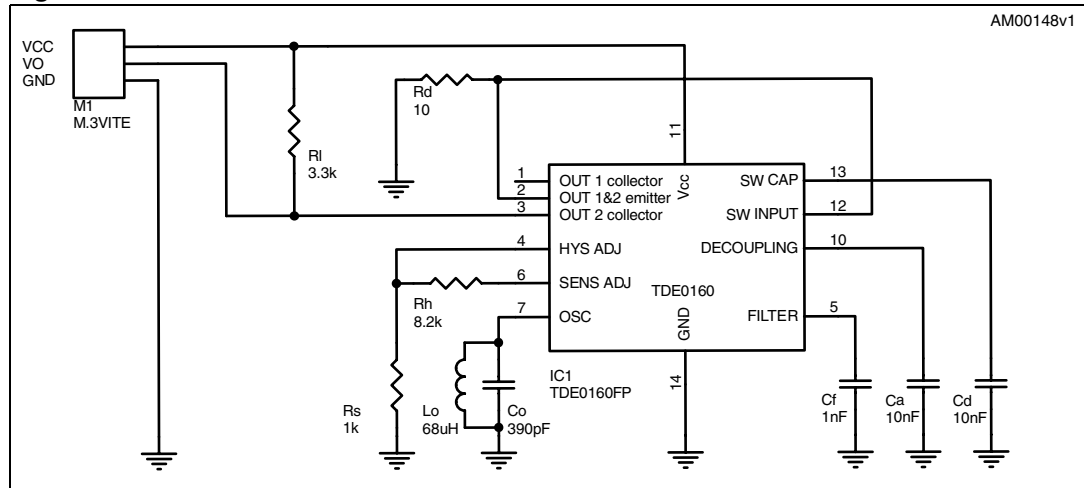 AM00148v1
VCC
VO
GND
M1
M.3VITE
Rl
3.3k
Rd
10
11
Vcc
1
OUT 1 collector
2
OUT 1&2 emitter
3
OUT 2 collector
4
HYS ADJ
6
SENS ADJ
7
OSC
SW CAP
13
SW INPUT
12
DECOUPLING
10
FILTER
5
TDE0160
GND
14
IC1
TDE0160FP
Rh
8.2k
Rs
1k
Lo
68uH
Co
390pF
Cf
1nF
Ca
10nF
Cd
10nF